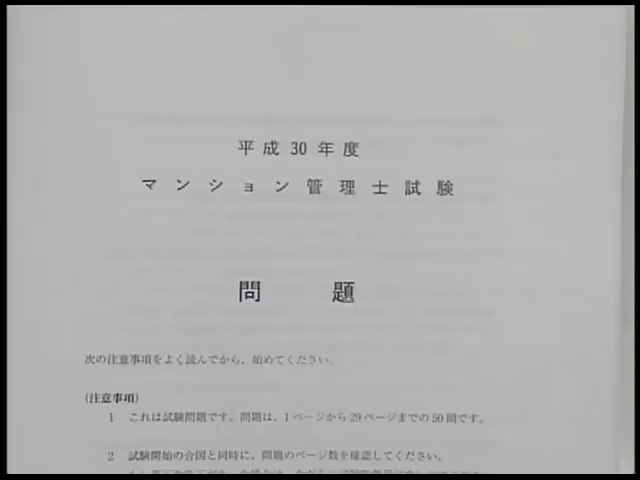 平成 30 年度
マンション管理士試験
問 題
次の注意事項をよく読んでから、始めてください。
(注意事項)
1 これは試験問題です。問題は、1ページから29ページまでの50問です。
2 試験開始の合図と同時に、問題のページ数を確認してください。